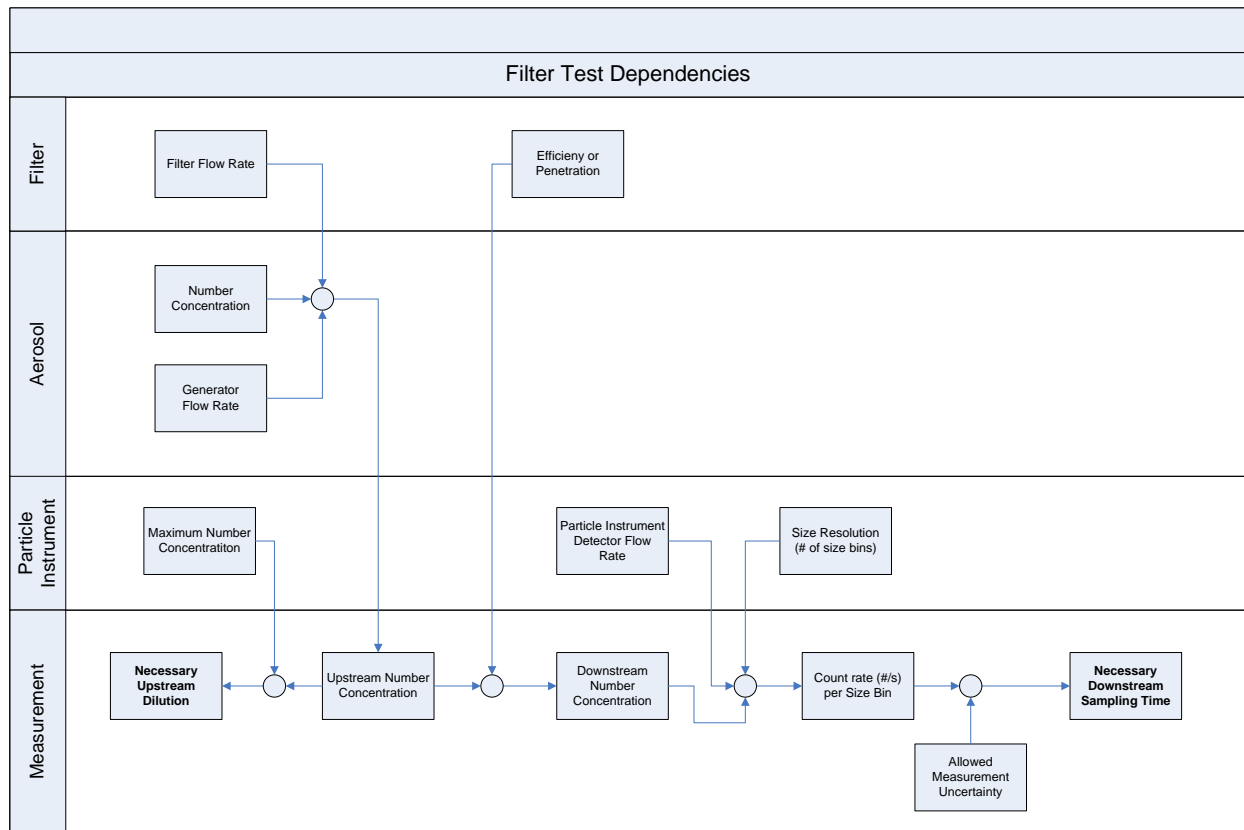 Filter Test Dependencies
Filter
Filter Flow Rate
Efficieny or
Penetration
Aerosol
Number
Concentration
Generator
Flow Rate
Particle
Instrument
Maximum Number
Concentratiton
Particle Instrument
Detector Flow
Rate
Size Resolution
(# of size bins)
Measurement
Necessary
Upstream
Dilution
Upstream Number
Concentration
Downstream
Number
Concentration
Count rate (#/s)
per Size Bin
Necessary
Downstream
Sampling Time
Allowed
Measurement
Uncertainty